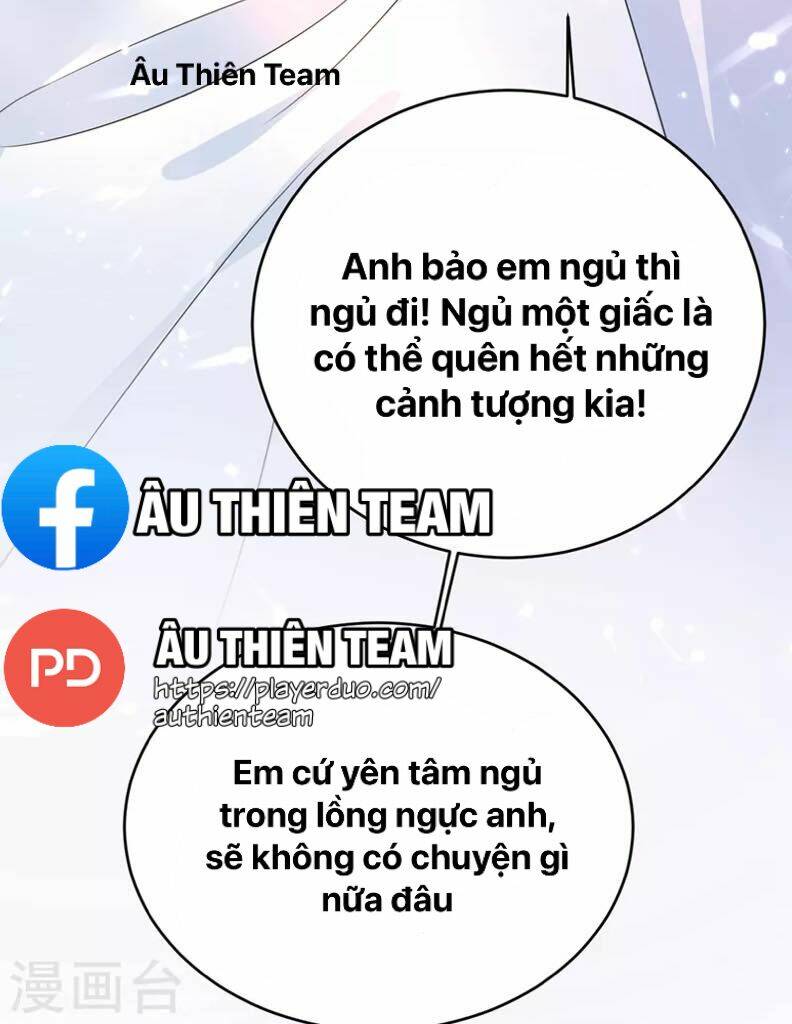 Âu Thiên Team
Anh bảo em ngủ thì
ngủ đi! Ngủ một giấc là
có thể quên hết những
cảnh tượng kia!
f ÂU THIÊN TEAM
PD ÂU THIÊN TEAM
https://playerduo.com/
authienteam
Em cứ yên tâm ngủ
trong lồng ngực anh,
sẽ không có chuyện gì
nữa đâu
漫画台